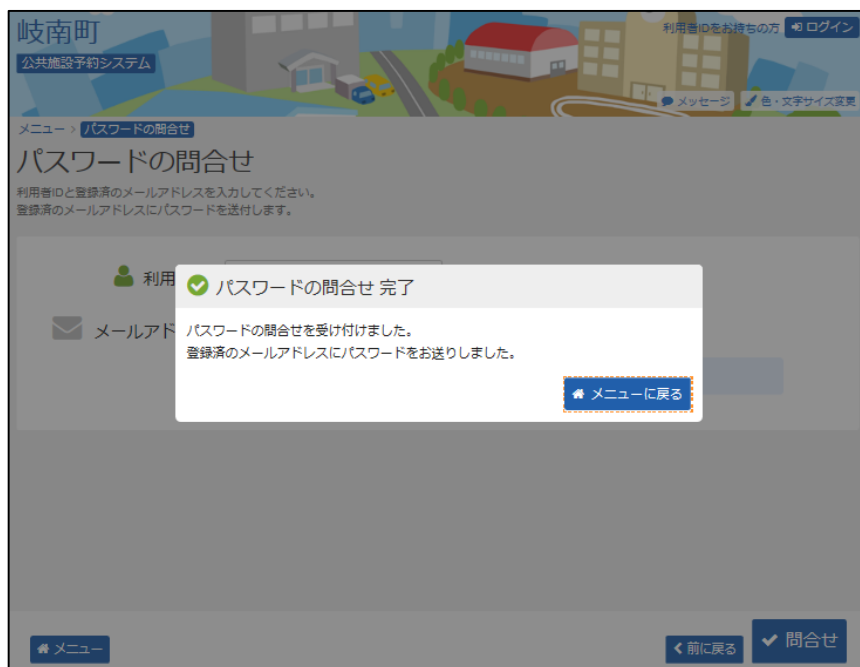 岐南町
利用者IDをお持ちの方 ログイン
公共施設予約システム
メッセージ 色・文字サイズ変更
メニュー > パスワードの問合せ
パスワードの問合せ
利用者IDと登録済のメールアドレスを入力してください。
登録済のメールアドレスにパスワードを送付します。
利用
メールアド
パスワードの問合せ 完了
パスワードの問合せを受け付けました。
登録済のメールアドレスにパスワードをお送りしました。
メニューに戻る
メニュー
前に戻る
問合せ